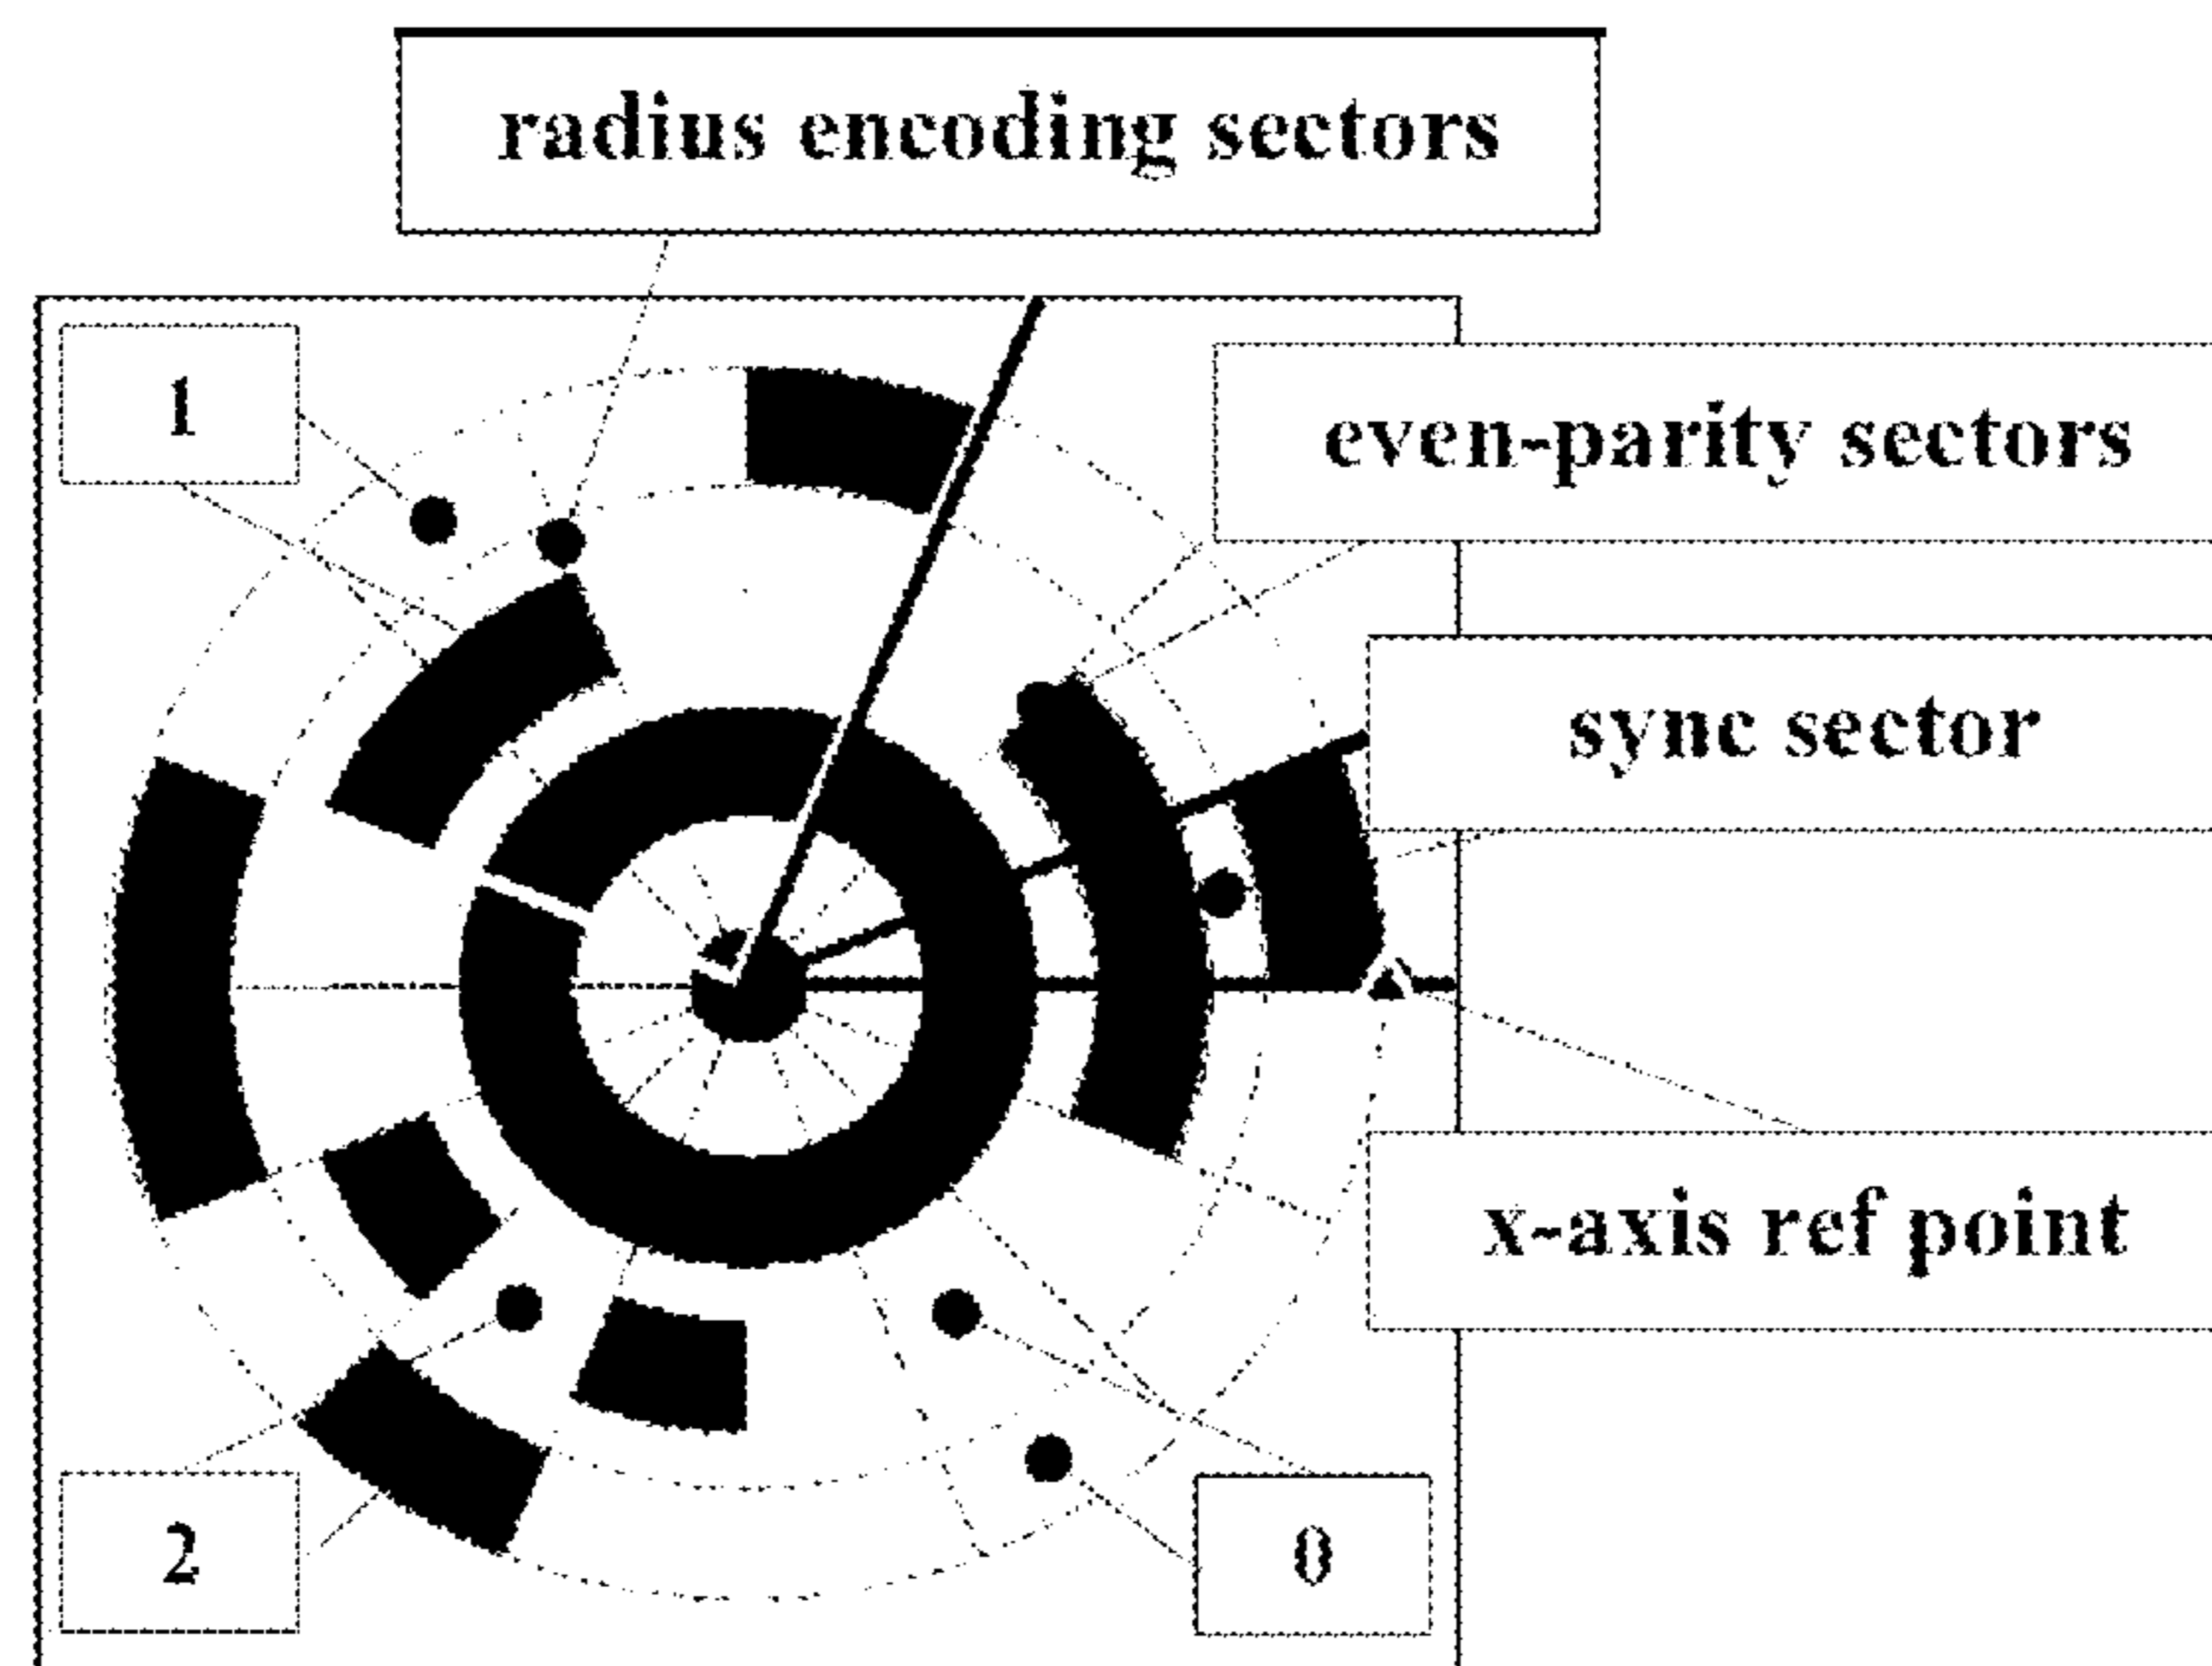 radius encoding sectors
1
even-parity sectors
sync sector
x-axis ref point
2
0